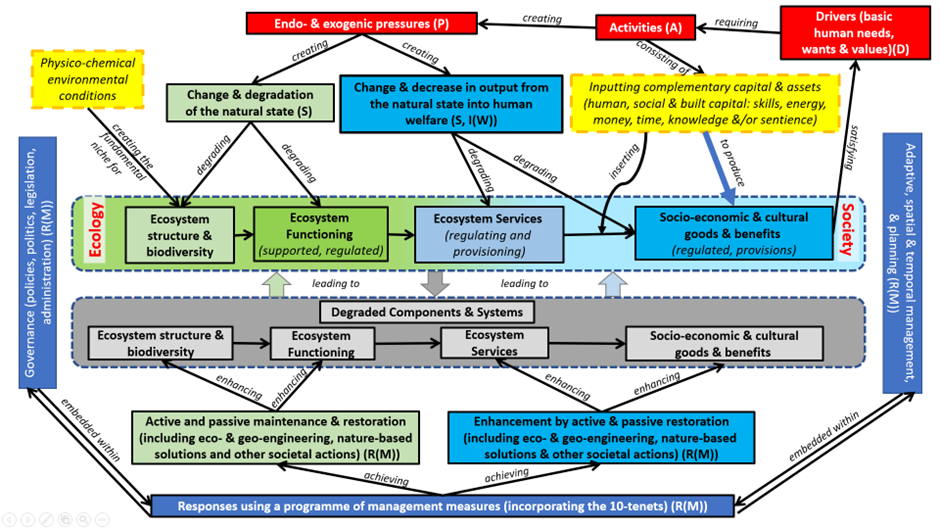 Endo- & exogenic pressures (P)
creating
Activities (A)
requiring
Drivers (basic
human needs,
wants & values)(D)
Physico-chemical
environmental
conditions
creating
creating
consisting of
Change & degradation
of the natural state (S)
Change & decrease in output from
the natural state into human
welfare (S, I(W))
Inputting complementary capital & assets
(human, social & built capital: skills, energy,
money, time, knowledge &/or sentience)
creating the
fundamental
niche for
degrading
degrading
degrading
degrading
inserting
to produce
satisfying
Governance (policies, politics, legislation,
administration) (R(M))
Adaptive, spatial & temporal management,
& planning (R(M))
Ecology
Ecosystem
structure &
biodiversity
Ecosystem
Functioning
(supported, regulated)
Ecosystem Services
(regulating and
provisioning)
Socio-economic & cultural
goods & benefits
(regulated, provisions)
Society
leading to
leading to
Degraded Components & Systems
Ecosystem structure &
biodiversity
Ecosystem
Functioning
Ecosystem
Services
Socio-economic & cultural
goods & benefits
enhancing
enhancing
enhancing
enhancing
Active and passive maintenance & restoration
(including eco- & geo-engineering, nature-based
solutions and other societal actions) (R(M))
Enhancement by active & passive restoration
(including eco- & geo-engineering, nature-based
solutions & other societal actions) (R(M))
embedded within
embedded within
achieving
achieving
Responses using a programme of management measures (incorporating the 10-tenets) (R(M))